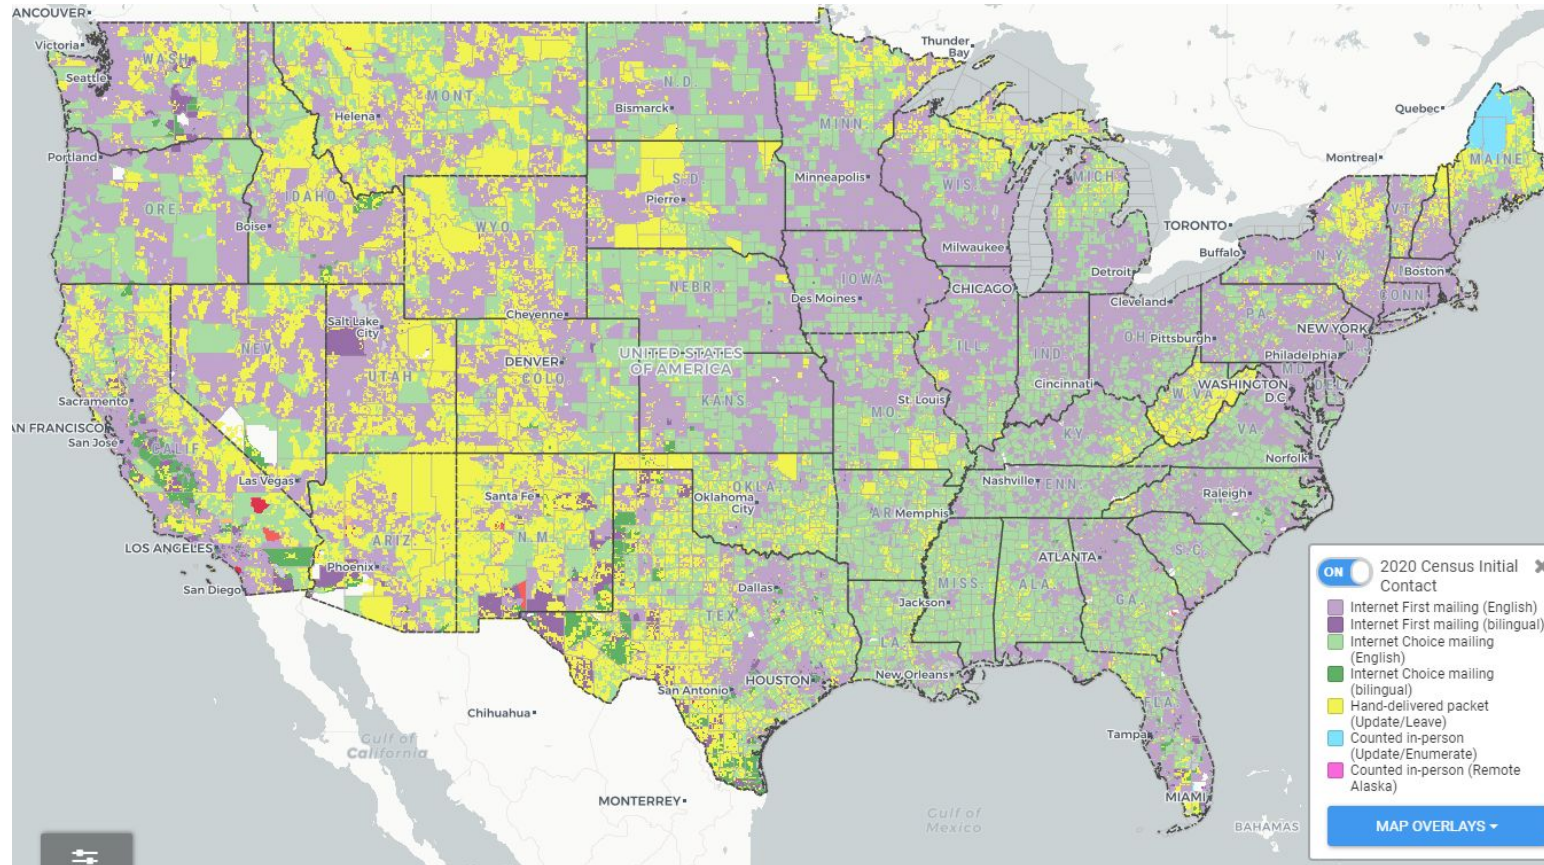 ANCOUVER
Victoria
Seattle
WASH.
Thunder
Bay
N.D.
MONT.
Helena
Bismarck
MINN.
Quebec
Portland
Montreal
MAINE
Minneapolis
WIS.
MICH.
S.D.
IDAHO
ORE.
Pierre
VT.
Boise
WYO.
TORONTO
Buffalo
N.Y.
Milwaukee
Detroit
Boston
IOWA
NEBR.
CHICAGO
Des Moines
Cleveland
CONN.
Cheyenne
Salt Lake
City
PA.
NEW YORK
NEV.
OH
Pittsburgh
ILL.
IND.
UNITED STATES
OF AMERICA
DENVER
COLO.
Philadelphia
MD.
UTAH
Cincinnati
W.VA.
WASHINGTON
D.C.
DEL.
Sacramento
KANS.
MO.
St. Louis
AN FRANCISCO
San José
CALIF.
KY.
VA.
Norfolk
Las Vegas
Nashville
TENN.
Santa Fe
OKLA.
Oklahoma
City
Raleigh
AR
Memphis
LOS ANGELES
ARIZ.
N.M.
ATLANTA
S.C.
Phoenix
San Diego
Dallas
MISS.
ALA.
GA.
Jackson
TEX.
LA.
HOUSTON
New Orleans
San Antonio
FLA.
Chihuahua
Gulf of
California
Tampa
MONTERREY
MIAMI
Gulf of
Mexico
BAHAMAS
ON
2020 Census Initial
Contact
Internet First mailing (English)
Internet First mailing (bilingual)
Internet Choice mailing
(English)
Internet Choice mailing
(bilingual)
Hand-delivered packet
(Update/Leave)
Counted in-person
(Update/Enumerate)
Counted in-person (Remote
Alaska)
MAP OVERLAYS